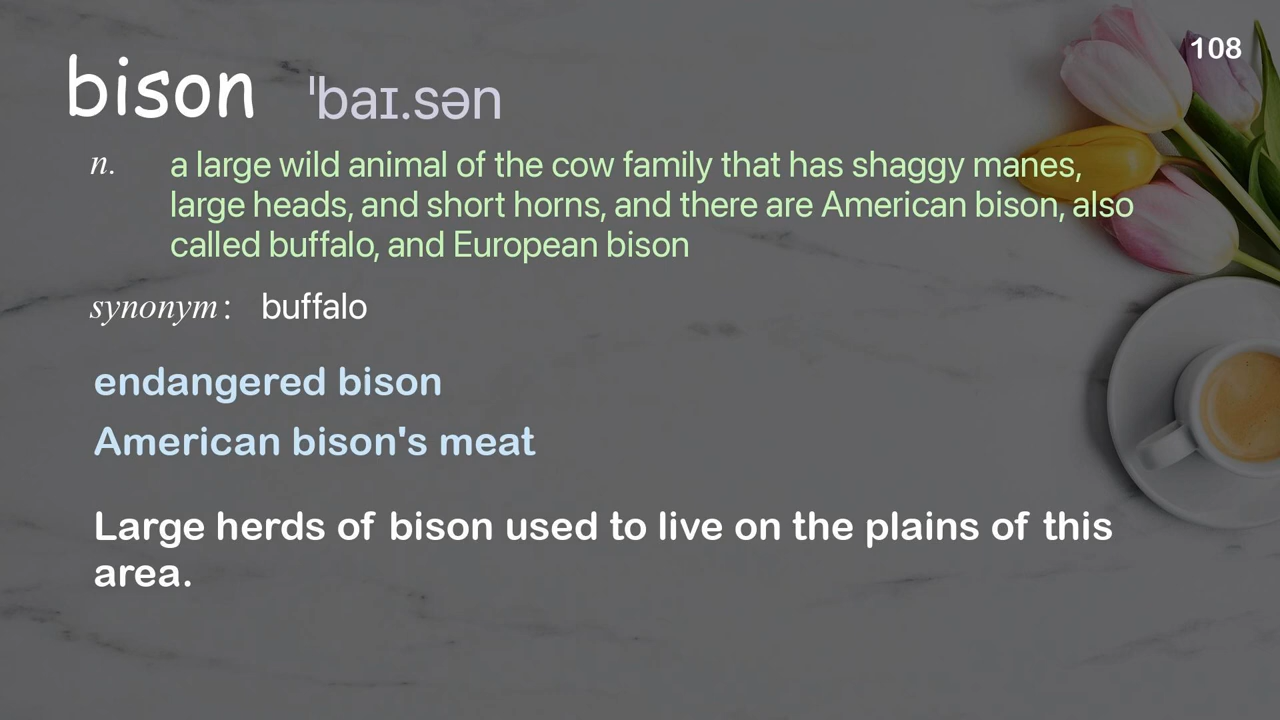 108
bison ˈbaɪ.sən
n. a large wild animal of the cow family that has shaggy manes,
large heads, and short horns, and there are American bison, also
called buffalo, and European bison
synonym: buffalo
endangered bison
American bison's meat
Large herds of bison used to live on the plains of this
area.